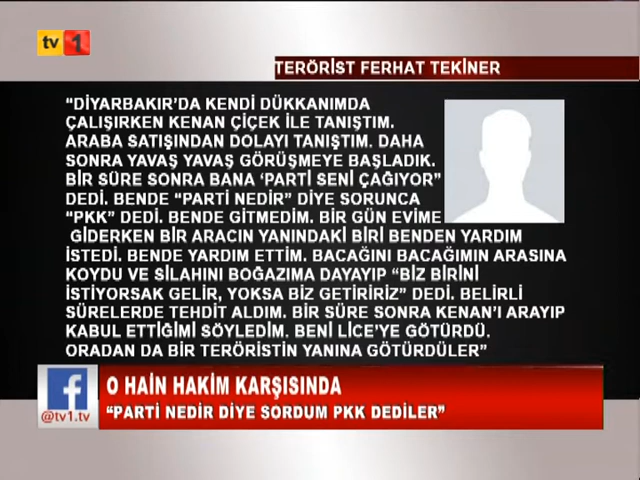 tv 1
TERÖRİST FERHAT TEKİNER
“DİYARBAKIR’DA KENDİ DÜKKANIMDA
ÇALIŞIRKEN KENAN ÇİÇEK İLE TANIŞTIM.
ARABA SATIŞINDAN DOLAYI TANIŞTIM. DAHA
SONRA YAVAŞ YAVAŞ GÖRÜŞMEYE BAŞLADIK.
BİR SÜRE SONRA BANA ‘PARTİ SENİ ÇAĞIYOR”
DEDİ. BENDE “PARTİ NEDİR” DİYE SORUNCA
“PKK” DEDİ. BENDE GİTMEDİM. BİR GÜN EVİME
GİDERKEN BİR ARACIN YANINDAKİ BİRİ BENDEN YARDIM
İSTEDİ. BENDE YARDIM ETTİM. BACAĞINI BACAĞIMIN ARASINA
KOYDU VE SİLAHINI BOĞAZIMA DAYAYIP “BİZ BİRİNİ
İSTİYORSAK GELİR, YOKSA BİZ GETİRİRİZ” DEDİ. BELİRLİ
SÜRELERDE TEHDİT ALDIM. BİR SÜRE SONRA KENAN’I ARAYIP
KABUL ETTİĞİMİ SÖYLEDİM. BENİ LİCE’YE GÖTÜRDÜ.
ORADAN DA BİR TERÖRİSTİN YANINA GÖTÜRDÜLER”
O HAİN HAKİM KARŞISINDA
“PARTİ NEDİR DİYE SORDUM PKK DEDİLER”
@tv1.tv